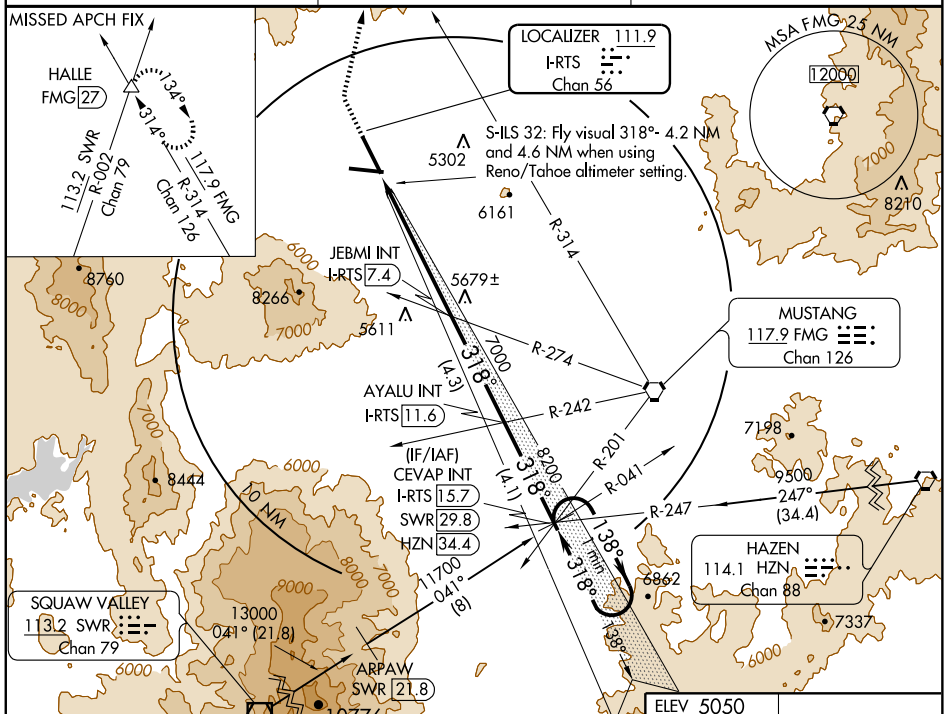 MISSED APCH FIX
HALLE
FMG 27
134°
314°
113.2 SWR
R-002
Chan 79
117.9 FMG
R-314
Chan 126
LOCALIZER 111.9
I-RTS
Chan 56
S-ILS 32: Fly visual 318°- 4.2 NM
and 4.6 NM when using
Reno/Tahoe altimeter setting.
MSA FMG 25 NM
12000
7000
8210
5302
6161
R-314
6000
8760
8000
8266
7000
JEBMI INT
I-RTS 7.4
5679±
5611
7000
318°
(4.3)
R-274
MUSTANG
117.9 FMG
Chan 126
AYALU INT
I-RTS 11.6
R-242
R-201
7198
7000
8444
6000
10 NM
(IF/IAF)
CEVAP INT
I-RTS 15.7
SWR 29.8
HZN 34.4
318°
8200
(4.1)
R-041
R-247
9500
247°
(34.4)
138°
1 min
318°
138°
6862
HAZEN
114.1 HZN
Chan 88
7337
6000
7000
6000
SQUAW VALLEY
113.2 SWR
Chan 79
9000
8000
7000
11700
041°
(8)
13000
041° (21.8)
ARPAW
SWR 21.8
10776
ELEV 5050